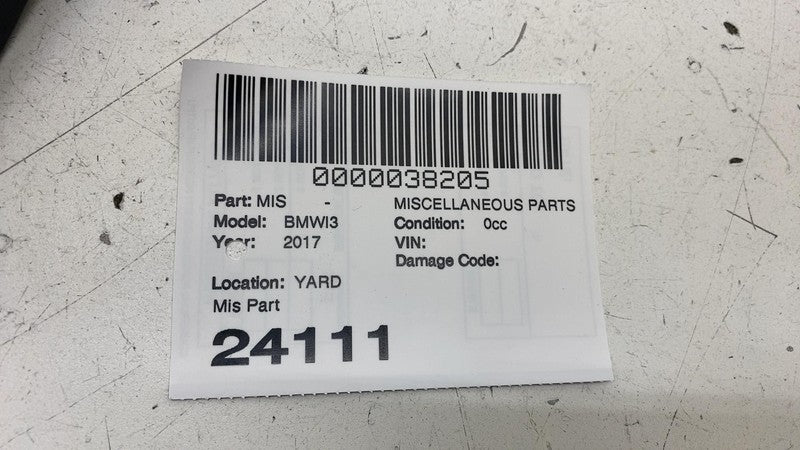 0000038205
Part: MIS - MISCELLANEOUS PARTS
Model: BMWI3 Condition: 0cc
Year: 2017 VIN:
Damage Code:
Location: YARD
Mis Part
24111